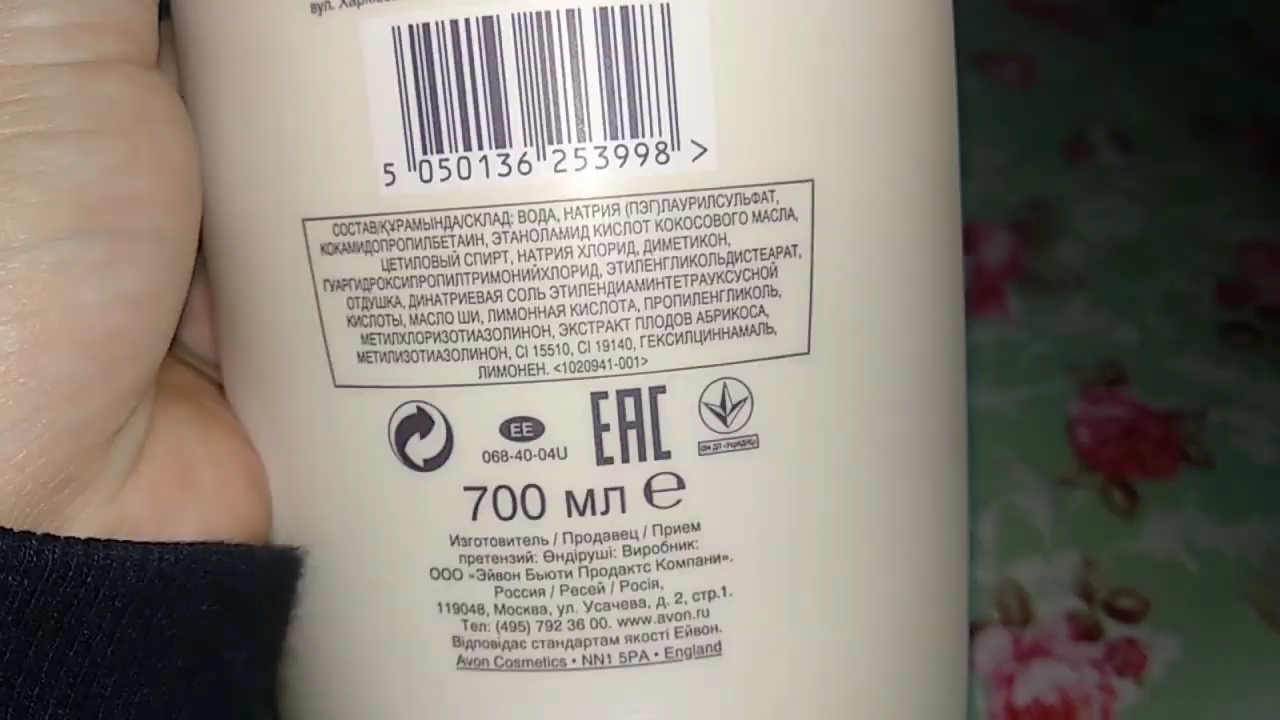 вул. Харківс
5 050136 253998 >
СОСТАВ/ҚҰРАМЫНДА/СКЛАД: ВОДА, НАТРИЯ (ПЭГ)ЛАУРИЛСУЛЬФАТ,
КОКАМИДОПРОПИЛБЕТАИН, ЭТАНОЛАМИД КИСЛОТ КОКОСОВОГО МАСЛА,
ЦЕТИЛОВЫЙ СПИРТ, НАТРИЯ ХЛОРИД, ДИМЕТИКОН,
ГУАРГИДРОКСИПРОПИЛТРИМОНИЙХЛОРИД, ЭТИЛЕНГЛИКОЛЬДИСТЕАРАТ,
ОТДУШКА, ДИНАТРИЕВАЯ СОЛЬ ЭТИЛЕНДИАМИНТЕТРАУКСУСНОЙ
КИСЛОТЫ, МАСЛО ШИ, ЛИМОННАЯ КИСЛОТА, ПРОПИЛЕНГЛИКОЛЬ,
МЕТИЛХЛОРИЗОТИАЗОЛИНОН, ЭКСТРАКТ ПЛОДОВ АБРИКОСА,
МЕТИЛИЗОТИАЗОЛИНОН, CI 15510, CI 19140, ГЕКСИЛЦИННАМАЛЬ,
ЛИМОНЕН. <1020941-001>
EE
068-40-04U
EAC
700 мл e
Изготовитель / Продавец / Прием
претензий: Өндіруші: Виробник:
ООО «Эйвон Бьюти Продактс Компани».
Россия / Ресей / Росія,
119048, Москва, ул. Усачева, д. 2, стр.1.
Тел: (495) 792 36 00. www.avon.ru
Відповідає стандартам якості Ейвон.
Avon Cosmetics • NN1 5PA • England